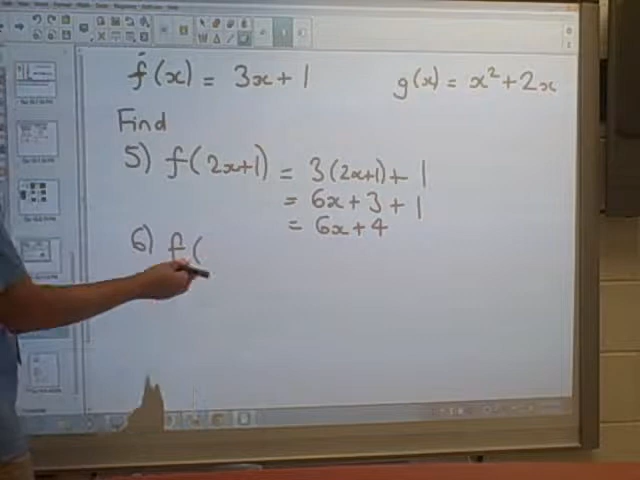 f(x) = 3x+1
g(x) = x²+2x
Find
5) f(2x+1) = 3(2x+1)+1
= 6x+3+1
= 6x+4
6) f(